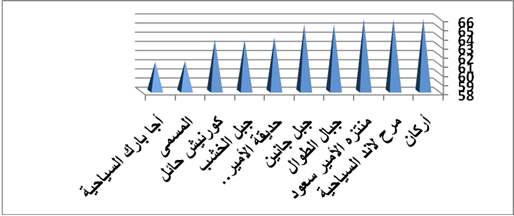 66
65
64
63
62
61
60
59
58
أركان
مرح لاند السياحية
منتزه الأمير سعود
جبال الطوال
جبل جانين
حديقة الأمير..
جبل الخشب
كورنيش حائل
المسمى
أجا بارك السياحية